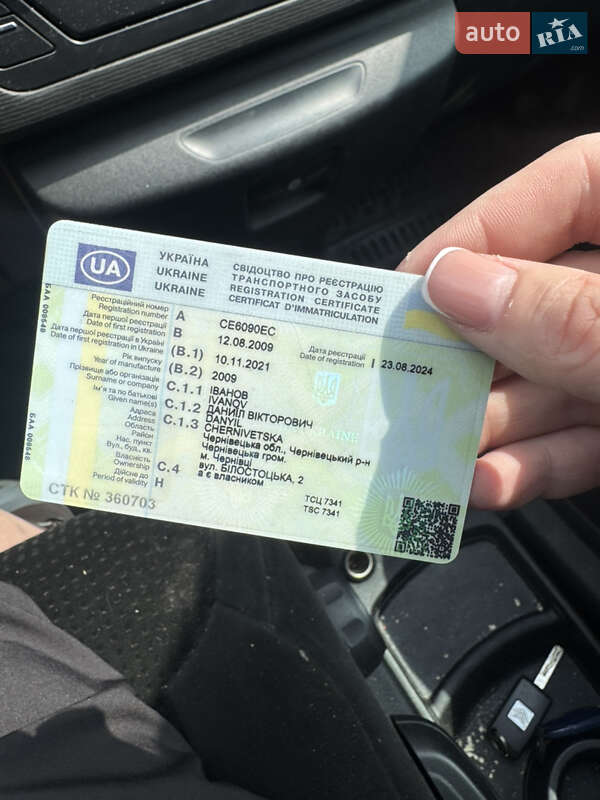 auto RIA.com
UA
УКРАЇНА
UKRAINE
UKRAINE
СВІДОЦТВО ПРО РЕЄСТРАЦІЮ
ТРАНСПОРТНОГО ЗАСОБУ
REGISTRATION CERTIFICATE
CERTIFICAT D'IMMATRICULATION
Реєстраційний номер
Registration number
A CE6090EC
Дата першої реєстрації
Date of first registration
B 12.08.2009
Дата першої реєстрації в Україні
Date of first registration in Ukraine
(B.1) 10.11.2021
Дата реєстрації
Date of registration
I 23.08.2024
Рік випуску
Year of manufacture
(B.2) 2009
Прізвище або організація
Surname or company
C.1.1 ІВАНОВ
IVANOV
Ім'я та по батькові
Given name(s)
C.1.2 ДАНИІЛ ВІКТОРОВИЧ
DANYIL
Адреса
Address
C.1.3 CHERNIVETSKA
Область
Район
Нас. пункт
Вул., буд., кв.
Чернівецька обл., Чернівецький р-н
Чернівецька гром.
м. Чернівці
вул. БІЛОСТОЦЬКА, 2
Власність
Ownership
C.4 а є власником
Дійсне до
Period of validity
H
СТК № 360703
ТСЦ 7341
TSC 7341
UKRAINE